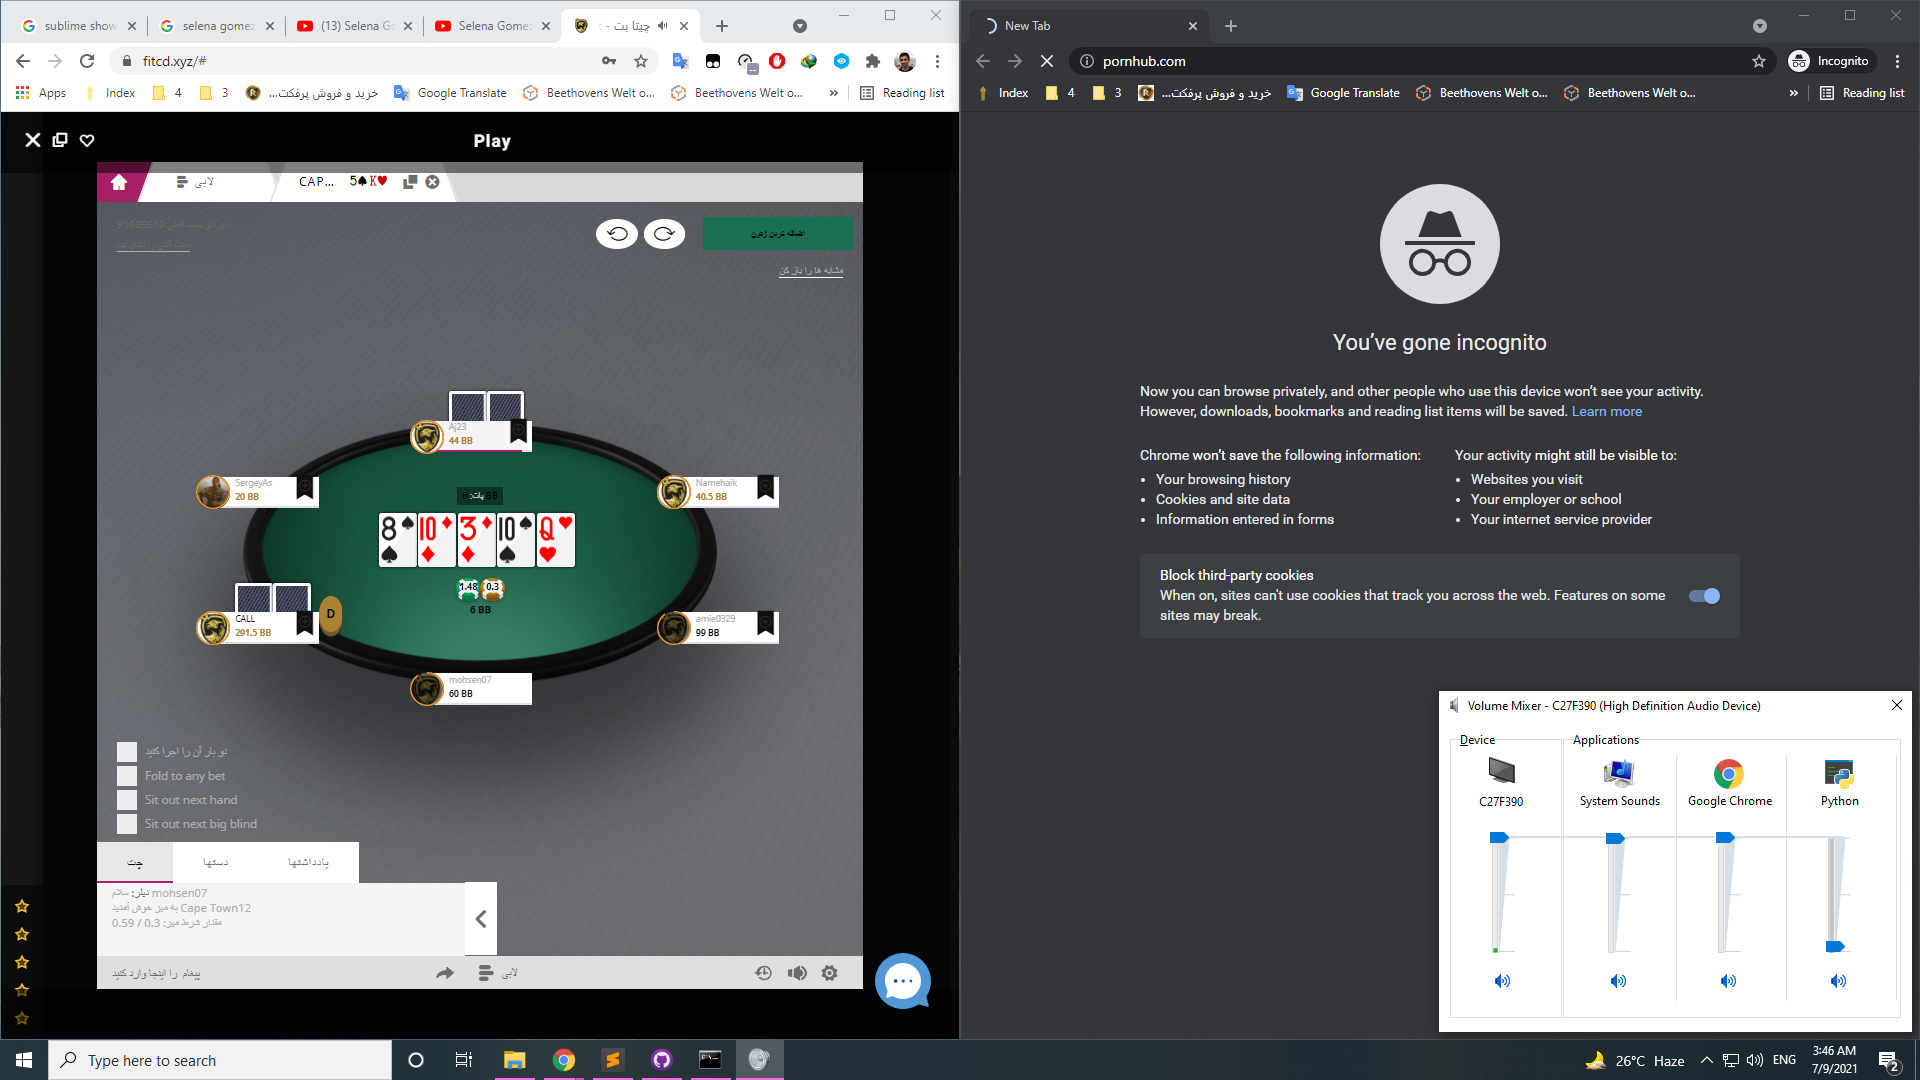 sublime show
selena gomez
(13) Selena Go
Selena Gomez
چیتا بت -
fitcd.xyz/#
Apps
Index
4
3
خرید و فروش پرفکت...
Google Translate
Beethovens Welt o...
Beethovens Welt o...
»
Reading list
Play
لابی
CAP...
5♠K♥
اضافه کردن ژتون
مشابه ها را باز کن
Aj23
44 BB
SergeyAs
20 BB
Namehaik
40.5 BB
پات: 6 BB
8♠ 10♦ 3♦ 10♠ Q♥
1.48 0.3
6 BB
CALL
291.5 BB
D
amie0329
99 BB
mohsen07
60 BB
دو بار آن را اجرا کنید
Fold to any bet
Sit out next hand
Sit out next big blind
چت
دستها
یادداشتها
دیلر: سلام mohsen07
به میز خوش آمدید Cape Town12
مقدار شرط میز: 0.3 / 0.59
پیغام را اینجا وارد کنید
لابی
New Tab
pornhub.com
Incognito
Index
4
3
خرید و فروش پرفکت...
Google Translate
Beethovens Welt o...
Beethovens Welt o...
»
Reading list
You've gone incognito
Now you can browse privately, and other people who use this device won't see your activity.
However, downloads, bookmarks and reading list items will be saved. Learn more
Chrome won't save the following information:
• Your browsing history
• Cookies and site data
• Information entered in forms
Your activity might still be visible to:
• Websites you visit
• Your employer or school
• Your internet service provider
Block third-party cookies
When on, sites can't use cookies that track you across the web. Features on some
sites may break.
Volume Mixer - C27F390 (High Definition Audio Device)
Device
Applications
C27F390
System Sounds
Google Chrome
Python
Type here to search
26°C Haze
ENG
3:46 AM
7/9/2021
2